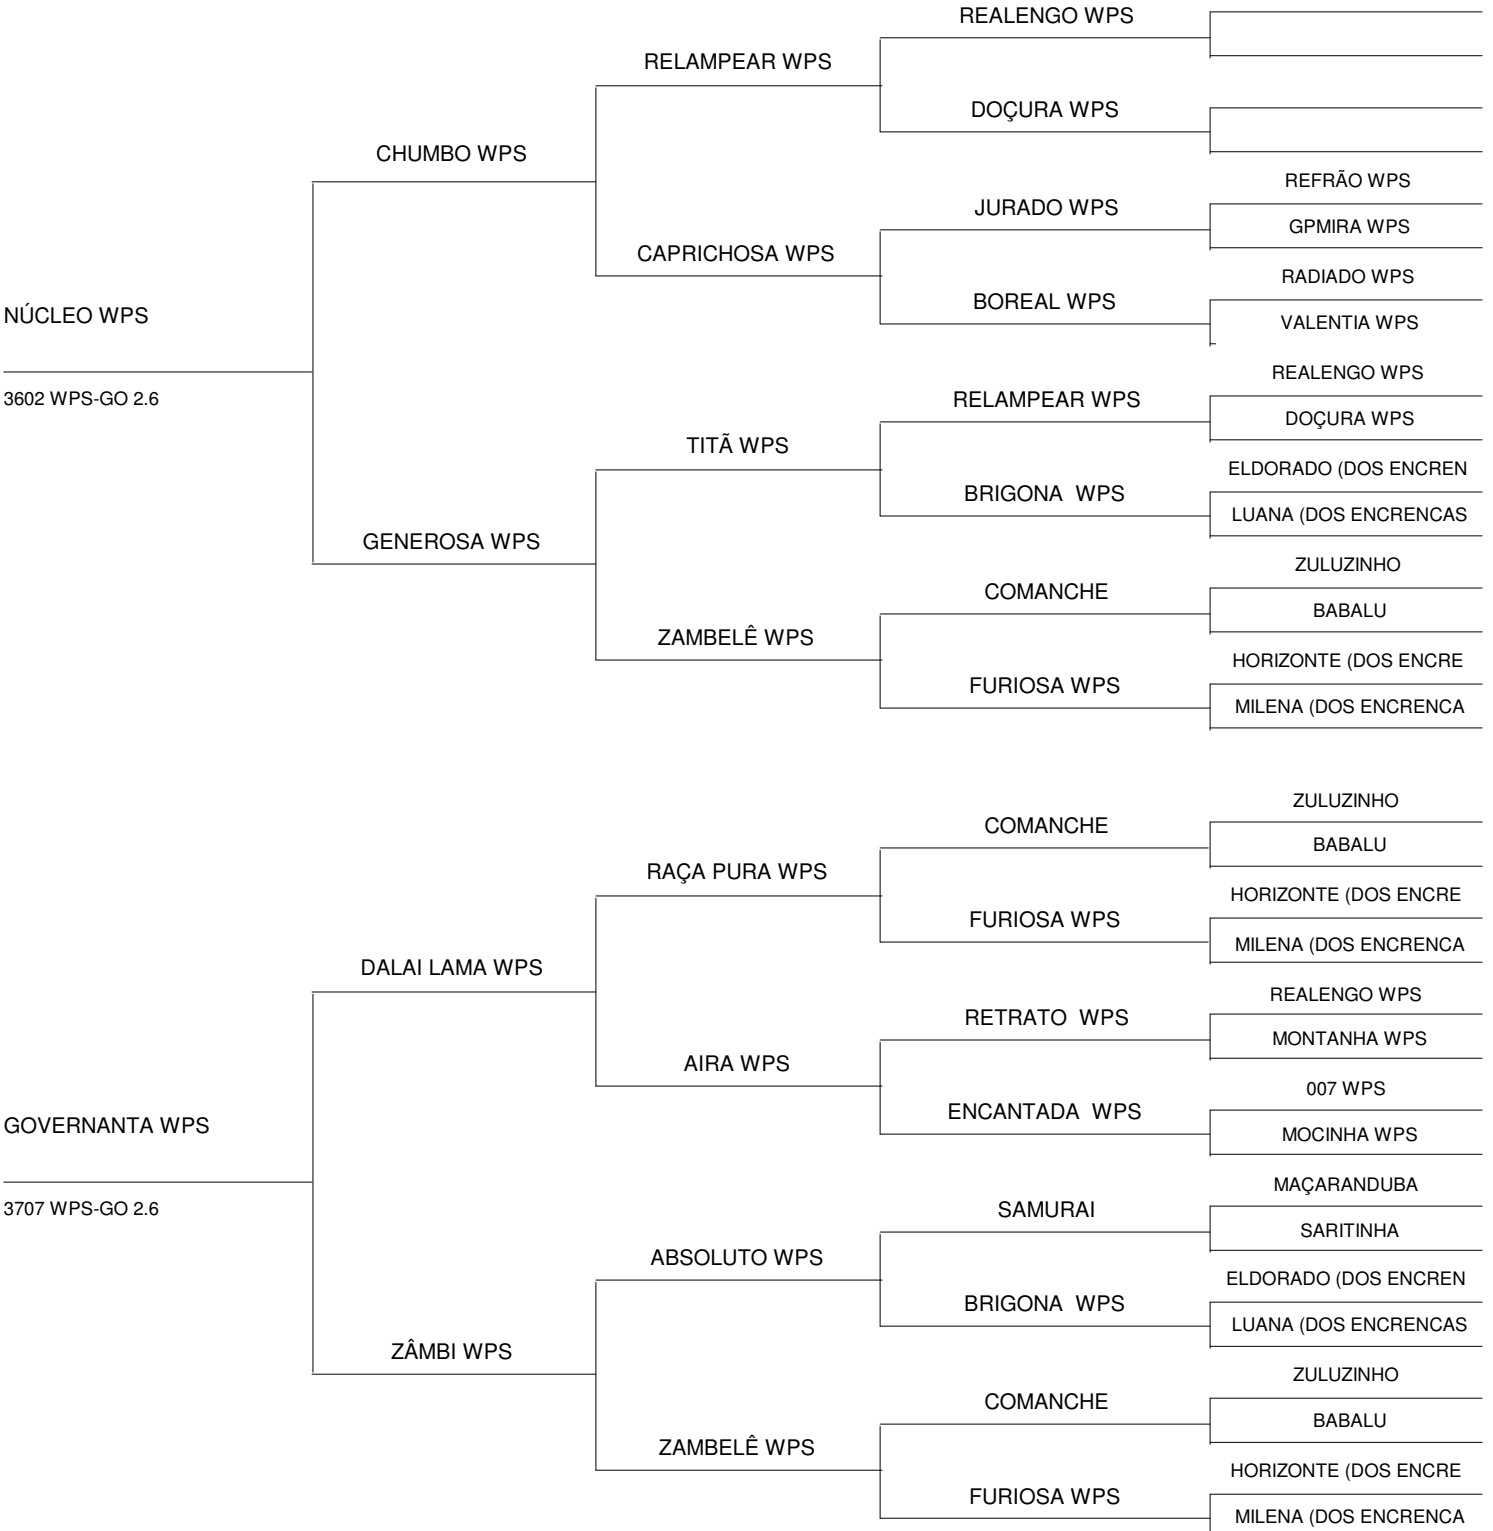 REALENGO WPS
RELAMPEAR WPS
DOÇURA WPS
CHUMBO WPS
REFRÃO WPS
JURADO WPS
GPMIRA WPS
CAPRICHOSA WPS
RADIADO WPS
BOREAL WPS
VALENTIA WPS
NÚCLEO WPS
3602 WPS-GO 2.6
REALENGO WPS
RELAMPEAR WPS
DOÇURA WPS
TITÃ WPS
ELDORADO (DOS ENCREN
BRIGONA  WPS
LUANA (DOS ENCRENCAS
GENEROSA WPS
ZULUZINHO
COMANCHE
BABALU
ZAMBELÊ WPS
HORIZONTE (DOS ENCRE
FURIOSA WPS
MILENA (DOS ENCRENCA
ZULUZINHO
COMANCHE
BABALU
RAÇA PURA WPS
HORIZONTE (DOS ENCRE
FURIOSA WPS
MILENA (DOS ENCRENCA
DALAI LAMA WPS
REALENGO WPS
RETRATO  WPS
MONTANHA WPS
AIRA WPS
007 WPS
ENCANTADA  WPS
MOCINHA WPS
GOVERNANTA WPS
3707 WPS-GO 2.6
MAÇARANDUBA
SAMURAI
SARITINHA
ABSOLUTO WPS
ELDORADO (DOS ENCREN
BRIGONA  WPS
LUANA (DOS ENCRENCAS
ZÂMBI WPS
ZULUZINHO
COMANCHE
BABALU
ZAMBELÊ WPS
HORIZONTE (DOS ENCRE
FURIOSA WPS
MILENA (DOS ENCRENCA